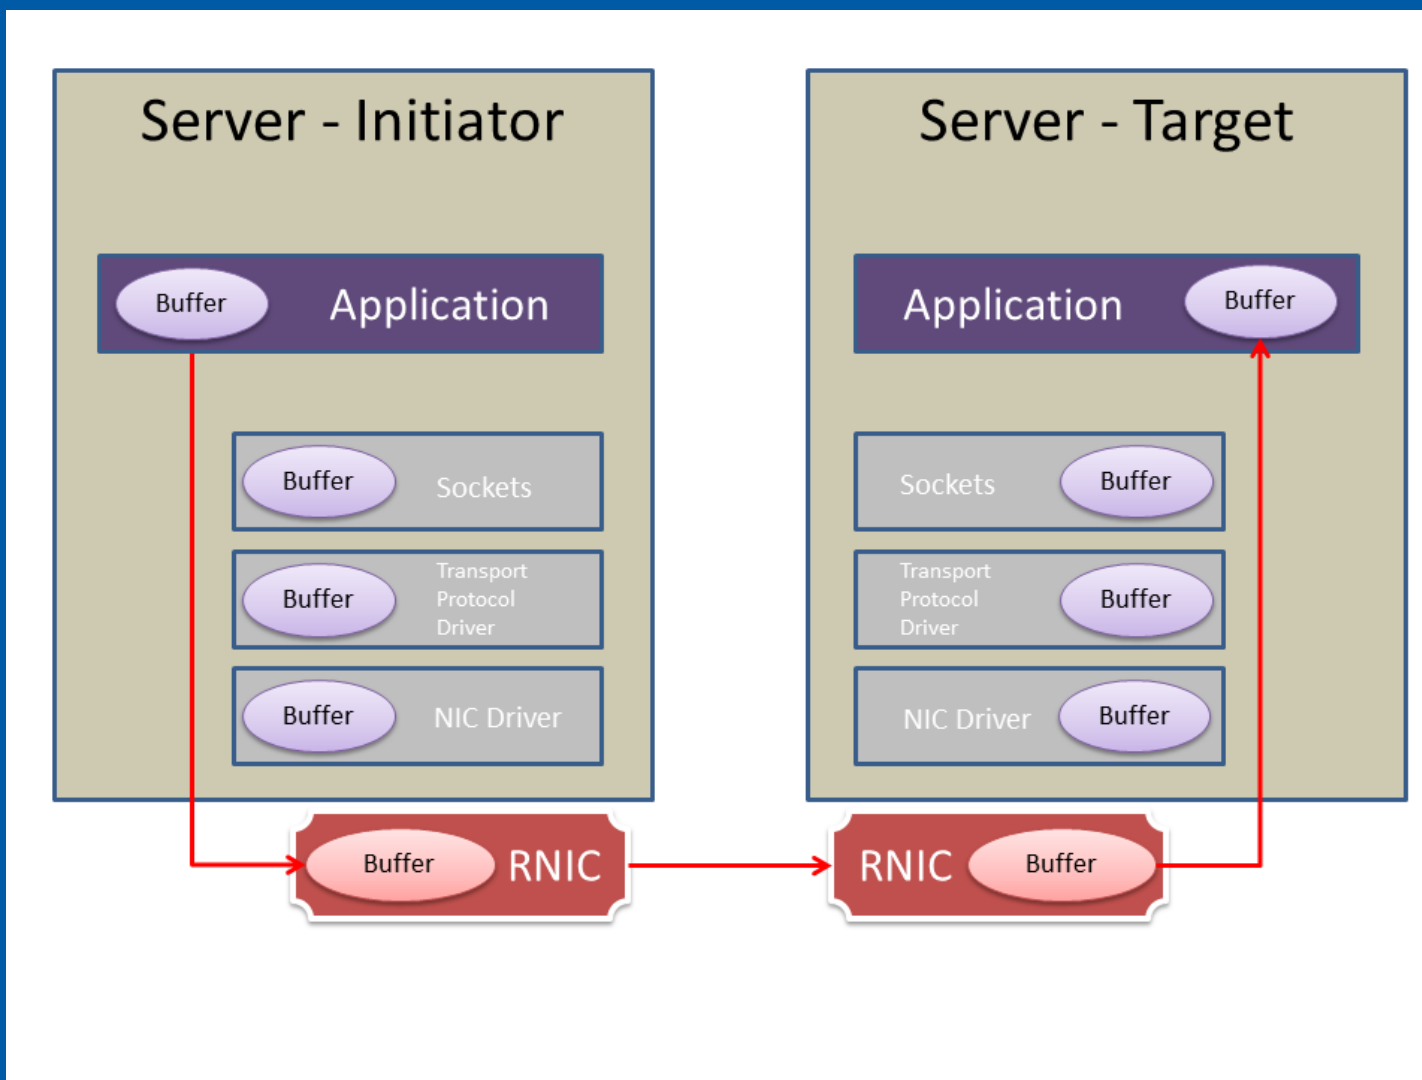 Server - Initiator
Buffer
Application
Buffer
Sockets
Buffer
Transport
Protocol
Driver
Buffer
NIC Driver
Buffer
RNIC
Server - Target
Application
Buffer
Sockets
Buffer
Transport
Protocol
Driver
Buffer
NIC Driver
Buffer
RNIC
Buffer